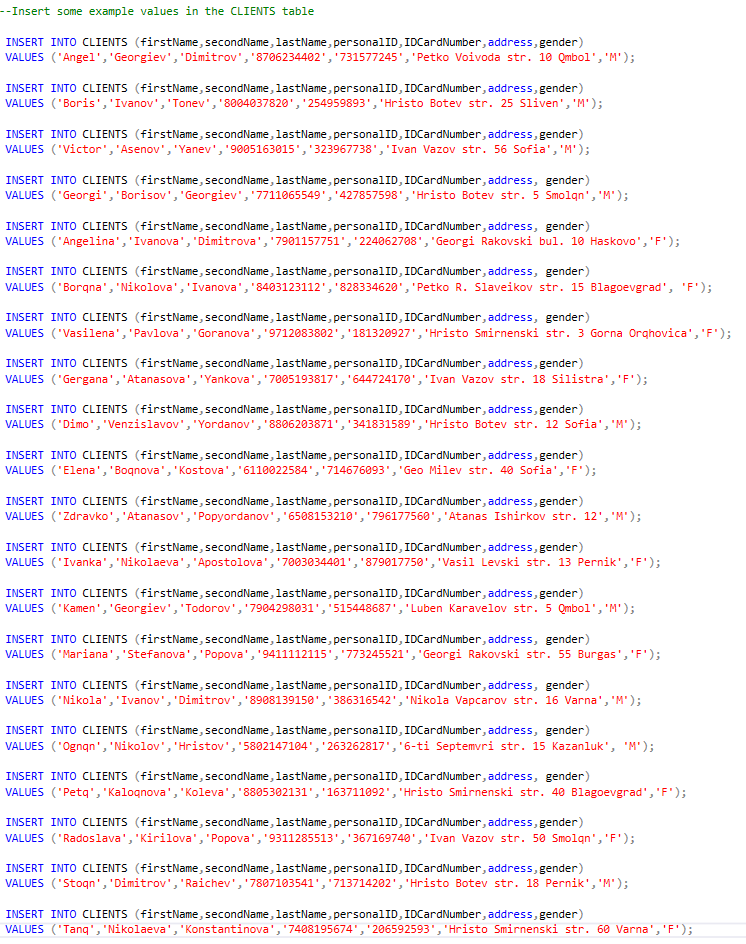 --Insert some example values in the CLIENTS table
INSERT INTO CLIENTS (firstName,secondName,lastName,personalID,IDCardNumber,address,gender)
VALUES ('Angel','Georgiev','Dimitrov','8706234402','731577245','Petko Voivoda str. 10 Qmbol','M');
INSERT INTO CLIENTS (firstName,secondName,lastName,personalID,IDCardNumber,address,gender)
VALUES ('Boris','Ivanov','Tonev','8004037820','254959893','Hristo Botev str. 25 Sliven','M');
INSERT INTO CLIENTS (firstName,secondName,lastName,personalID,IDCardNumber,address,gender)
VALUES ('Victor','Asenov','Yanev','9005163015','323967738','Ivan Vazov str. 56 Sofia','M');
INSERT INTO CLIENTS (firstName,secondName,lastName,personalID,IDCardNumber,address, gender)
VALUES ('Georgi','Borisov','Georgiev','7711065549','427857598','Hristo Botev str. 5 Smolqn','M');
INSERT INTO CLIENTS (firstName,secondName,lastName,personalID,IDCardNumber,address, gender)
VALUES ('Angelina','Ivanova','Dimitrova','7901157751','224062708','Georgi Rakovski bul. 10 Haskovo','F');
INSERT INTO CLIENTS (firstName,secondName,lastName,personalID,IDCardNumber,address, gender)
VALUES ('Borqna','Nikolova','Ivanova','8403123112','828334620','Petko R. Slaveikov str. 15 Blagoevgrad', 'F');
INSERT INTO CLIENTS (firstName,secondName,lastName,personalID,IDCardNumber,address, gender)
VALUES ('Vasilena','Pavlova','Goranova','9712083802','181320927','Hristo Smirnenski str. 3 Gorna Orqhovica','F');
INSERT INTO CLIENTS (firstName,secondName,lastName,personalID,IDCardNumber,address,gender)
VALUES ('Gergana','Atanasova','Yankova','7005193817','644724170','Ivan Vazov str. 18 Silistra','F');
INSERT INTO CLIENTS (firstName,secondName,lastName,personalID,IDCardNumber,address,gender)
VALUES ('Dimo','Venzislavov','Yordanov','8806203871','341831589','Hristo Botev str. 12 Sofia','M');
INSERT INTO CLIENTS (firstName,secondName,lastName,personalID,IDCardNumber,address,gender)
VALUES ('Elena','Boqnova','Kostova','6110022584','714676093','Geo Milev str. 40 Sofia','F');
INSERT INTO CLIENTS (firstName,secondName,lastName,personalID,IDCardNumber,address,gender)
VALUES ('Zdravko','Atanasov','Popyordanov','6508153210','796177560','Atanas Ishirkov str. 12','M');
INSERT INTO CLIENTS (firstName,secondName,lastName,personalID,IDCardNumber,address,gender)
VALUES ('Ivanka','Nikolaeva','Apostolova','7003034401','879017750','Vasil Levski str. 13 Pernik','F');
INSERT INTO CLIENTS (firstName,secondName,lastName,personalID,IDCardNumber,address, gender)
VALUES ('Kamen','Georgiev','Todorov','7904298031','515448687','Luben Karavelov str. 5 Qmbol','M');
INSERT INTO CLIENTS (firstName,secondName,lastName,personalID,IDCardNumber,address, gender)
VALUES ('Mariana','Stefanova','Popova','9411112115','773245521','Georgi Rakovski str. 55 Burgas','F');
INSERT INTO CLIENTS (firstName,secondName,lastName,personalID,IDCardNumber,address, gender)
VALUES ('Nikola','Ivanov','Dimitrov','8908139150','386316542','Nikola Vapcarov str. 16 Varna','M');
INSERT INTO CLIENTS (firstName,secondName,lastName,personalID,IDCardNumber,address, gender)
VALUES ('Ognqn','Nikolov','Hristov','5802147104','263262817','6-ti Septemvri str. 15 Kazanluk', 'M');
INSERT INTO CLIENTS (firstName,secondName,lastName,personalID,IDCardNumber,address, gender)
VALUES ('Petq','Kaloqnova','Koleva','8805302131','163711092','Hristo Smirnenski str. 40 Blagoevgrad','F');
INSERT INTO CLIENTS (firstName,secondName,lastName,personalID,IDCardNumber,address,gender)
VALUES ('Radoslava','Kirilova','Popova','9311285513','367169740','Ivan Vazov str. 50 Smolqn','F');
INSERT INTO CLIENTS (firstName,secondName,lastName,personalID,IDCardNumber,address,gender)
VALUES ('Stoqn','Dimitrov','Raichev','7807103541','713714202','Hristo Botev str. 18 Pernik','M');
INSERT INTO CLIENTS (firstName,secondName,lastName,personalID,IDCardNumber,address,gender)
VALUES ('Tanq','Nikolaeva','Konstantinova','7408195674','206592593','Hristo Smirnenski str. 60 Varna','F');